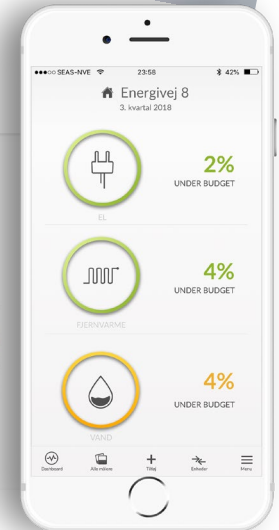 SEAS-NVE 23:58 42%
Energivej 8
3. kvartal 2018
2%
UNDER BUDGET
EL
4%
UNDER BUDGET
FJERNVARME
4%
UNDER BUDGET
VAND
Dashboard Alle målere Tilføj Enheder Menu